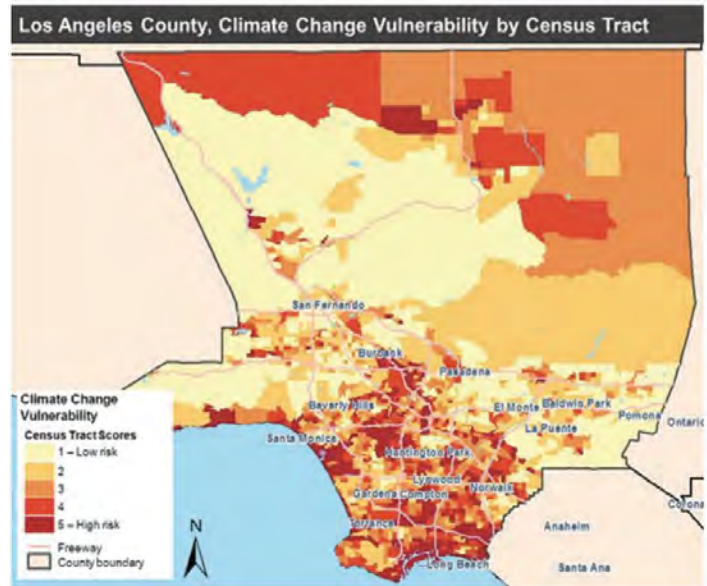 Los Angeles County, Climate Change Vulnerability by Census Tract
San Fernando
Burbank
Pasadena
Beverly Hills
El Monte
Baldwin Park
Pomona
Ontario
La Puente
Santa Monica
Huntington Park
Lynwood
Norwalk
Gardena
Compton
Torrance
Long Beach
Anaheim
Santa Ana
Corona
Climate Change
Vulnerability
Census Tract Scores
1 – Low risk
2
3
4
5 – High risk
Freeway
County boundary
N